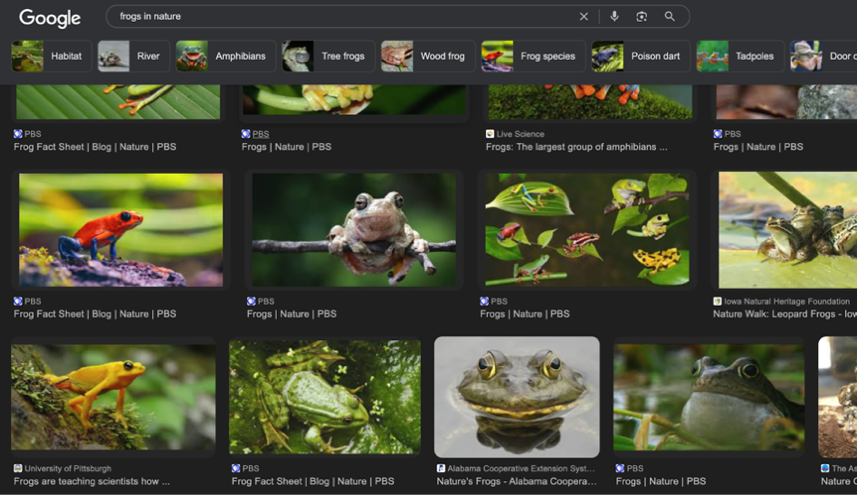 Google
frogs in nature
Habitat
River
Amphibians
Tree frogs
Wood frog
Frog species
Poison dart
Tadpoles
Door
PBS
Frog Fact Sheet | Blog | Nature | PBS
PBS
Frogs | Nature | PBS
Live Science
Frogs: The largest group of amphibians ...
PBS
Frogs | Nature | PBS
PBS
Frog Fact Sheet | Blog | Nature | PBS
PBS
Frogs | Nature | PBS
PBS
Frogs | Nature | PBS
Iowa Natural Heritage Foundation
Nature Walk: Leopard Frogs - Iow
University of Pittsburgh
Frogs are teaching scientists how ...
PBS
Frog Fact Sheet | Blog | Nature | PBS
Alabama Cooperative Extension Syst...
Nature's Frogs - Alabama Coopera...
PBS
Frogs | Nature | PBS
The As
Nature C